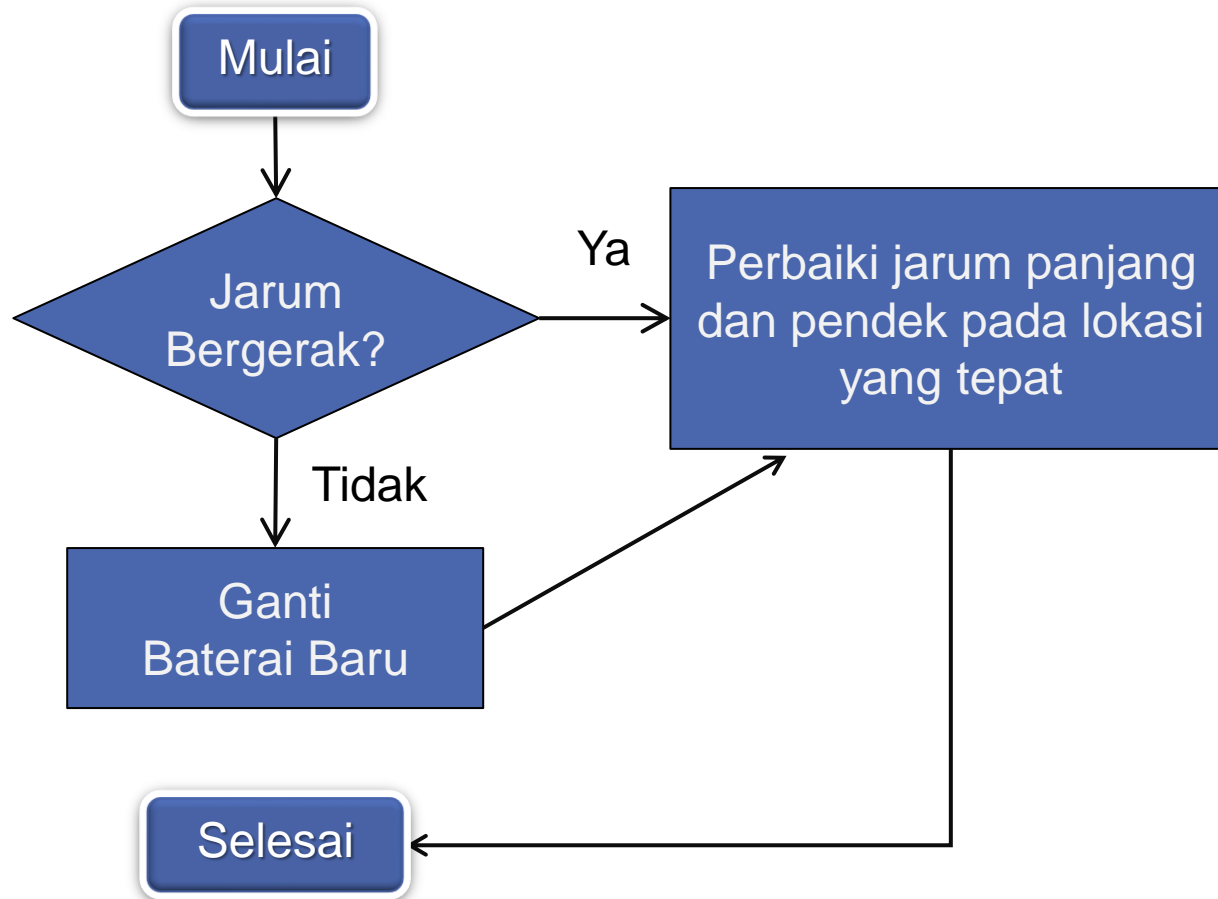 Mulai
Jarum
Bergerak?
Ya
Perbaiki jarum panjang
dan pendek pada lokasi
yang tepat
Tidak
Ganti
Baterai Baru
Selesai